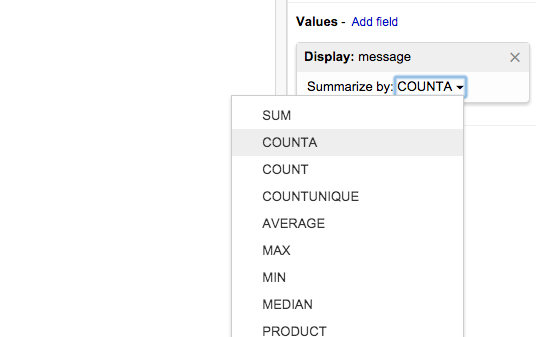 Values - Add field
Display: message
Summarize by: COUNTA
SUM
COUNTA
COUNT
COUNTUNIQUE
AVERAGE
MAX
MIN
MEDIAN
PRODUCT